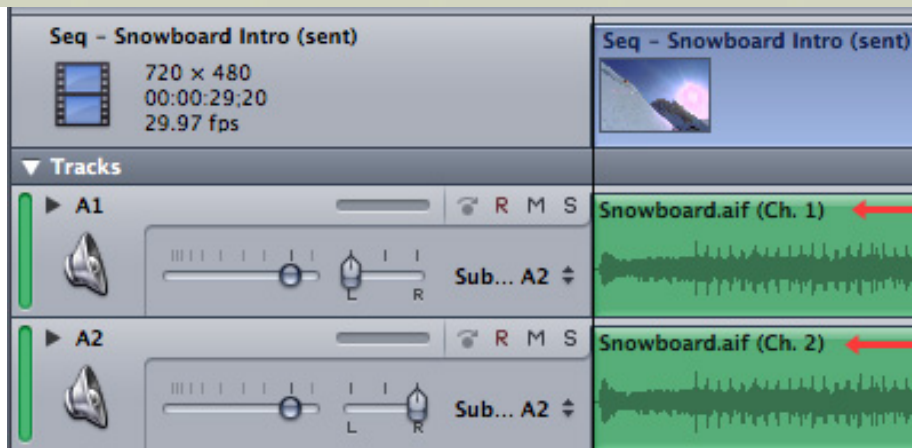 Seq – Snowboard Intro (sent)
720 × 480
00:00:29;20
29.97 fps
Seq – Snowboard Intro (sent)
Tracks
A1
R M S
L R
Sub... A2
Snowboard.aif (Ch. 1)
A2
R M S
L R
Sub... A2
Snowboard.aif (Ch. 2)